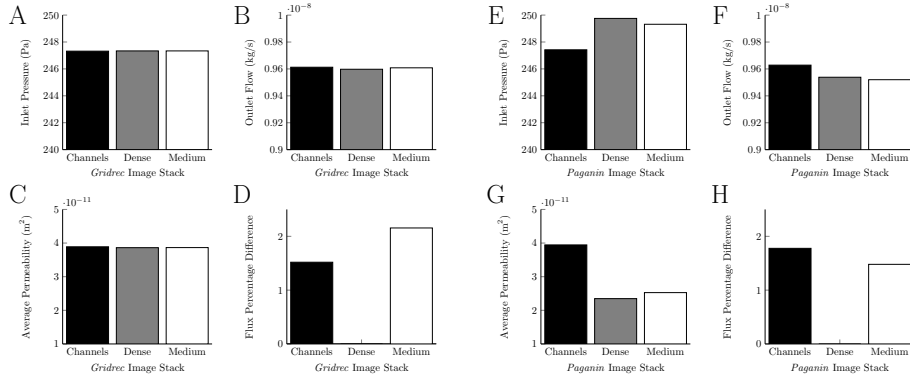 A
250
248
246
244
242
240
Inlet Pressure (Pa)
Channels Dense Medium
Gridrec Image Stack
B
·10⁻⁸
1
0.98
0.96
0.94
0.92
0.9
Outlet Flow (kg/s)
Channels Dense Medium
Gridrec Image Stack
E
250
248
246
244
242
240
Inlet Pressure (Pa)
Channels Dense Medium
Paganin Image Stack
F
·10⁻⁸
1
0.98
0.96
0.94
0.92
0.9
Outlet Flow (kg/s)
Channels Dense Medium
Paganin Image Stack
C
·10⁻¹¹
5
4
3
2
1
Average Permeability (m²)
Channels Dense Medium
Gridrec Image Stack
D
2
1
0
Flux Percentage Difference
Channels Dense Medium
Gridrec Image Stack
G
·10⁻¹¹
5
4
3
2
1
Average Permeability (m²)
Channels Dense Medium
Paganin Image Stack
H
2
1
0
Flux Percentage Difference
Channels Dense Medium
Paganin Image Stack